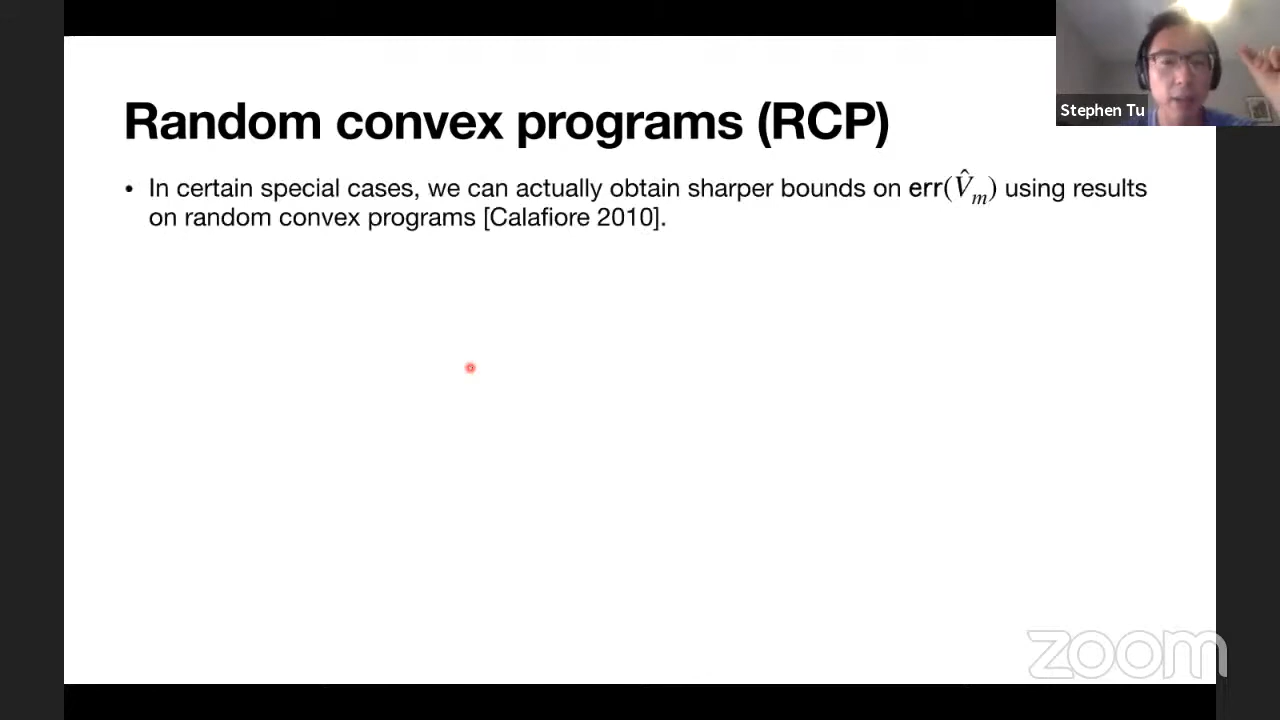 Random convex programs (RCP)
• In certain special cases, we can actually obtain sharper bounds on err(V̂ₘ) using results
on random convex programs [Calafiore 2010].
Stephen Tu
zoom